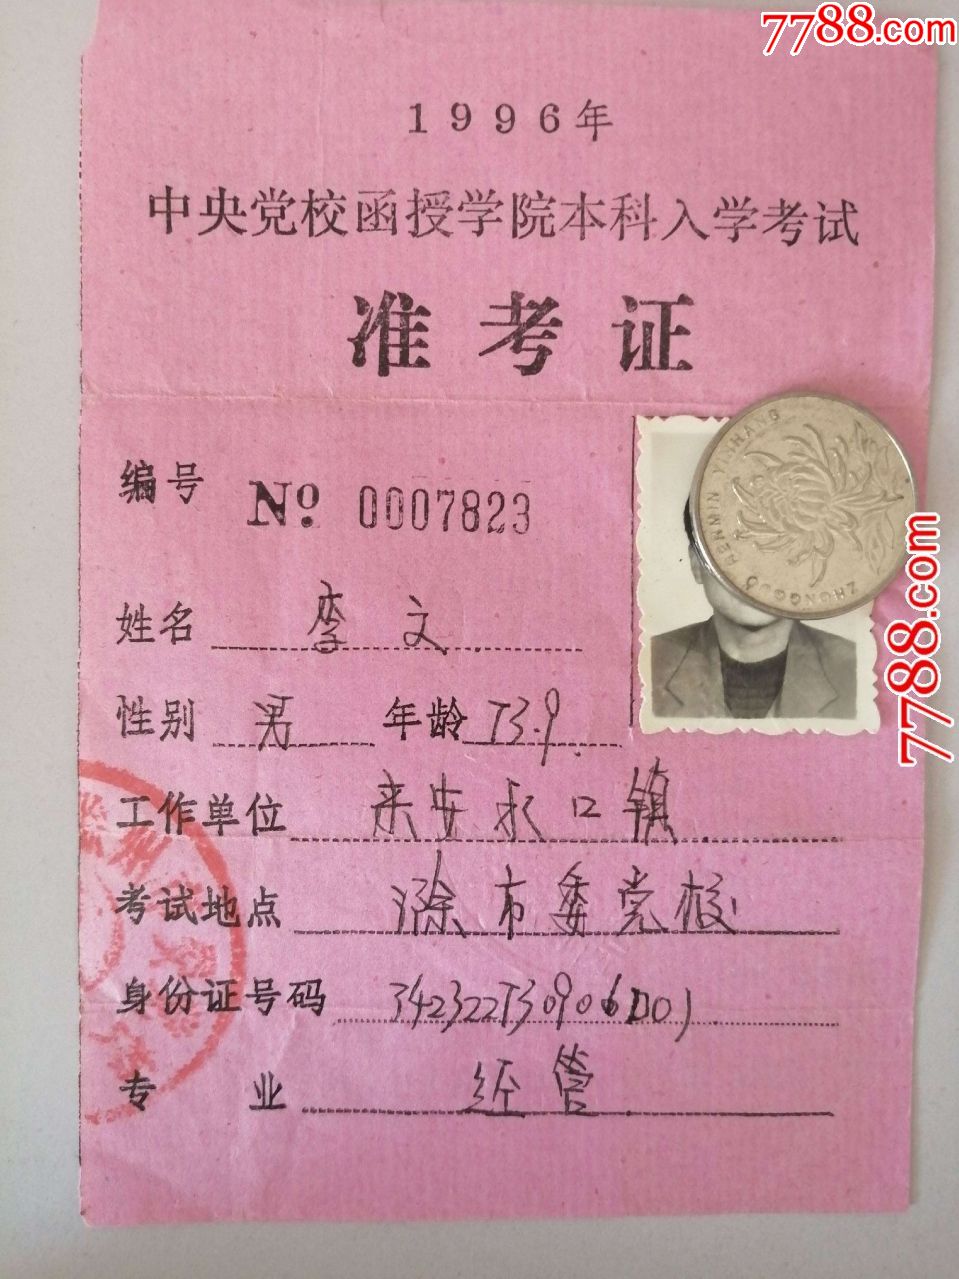 7788.com
1996年
中央党校函授学院本科入学考试
准考证
编号 No. 0007823
ZHONGGUO RENMIN YINHANG
姓名 李文
7788.com
性别 男 年龄 73.9.
工作单位 来安水口镇
考试地点 滁市委党校
身份证号码 342322730906001
专业 经管